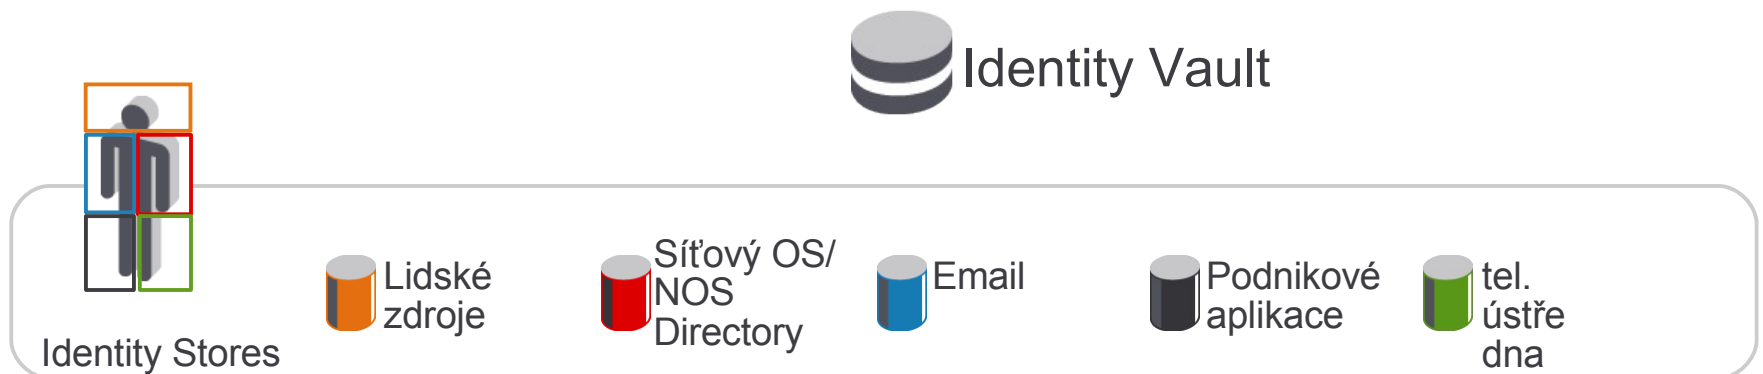 Identity Vault
Lidské
zdroje
Síťový OS/
NOS
Directory
Email
Podnikové
aplikace
tel.
ústře
dna
Identity Stores